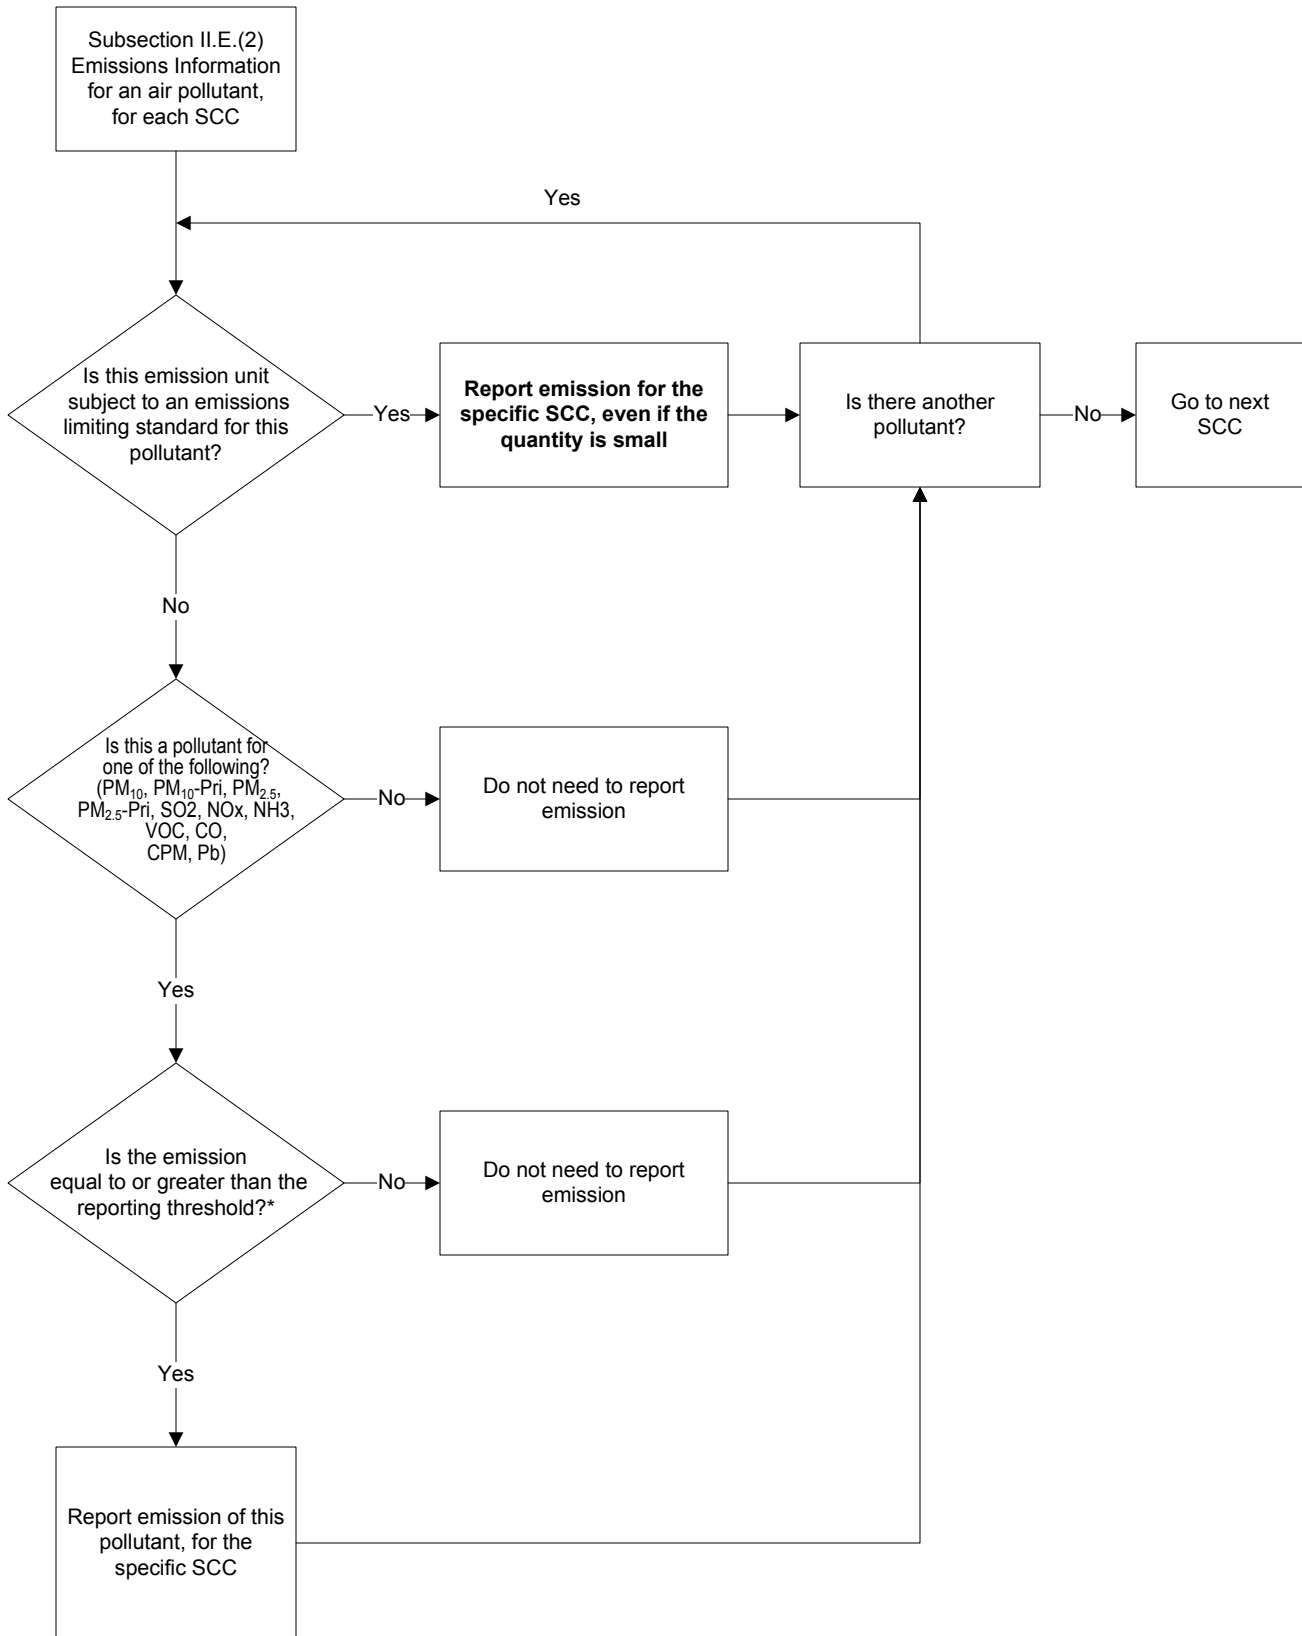 Subsection II.E.(2)
Emissions Information
for an air pollutant,
for each SCC
Yes
Is this emission unit
subject to an emissions
limiting standard for this
pollutant?
Yes
Report emission for the
specific SCC, even if the
quantity is small
Is there another
pollutant?
No
Go to next
SCC
No
Is this a pollutant for
one of the following?
(PM₁₀, PM₁₀-Pri, PM₂.₅,
PM₂.₅-Pri, SO2, NOx, NH3,
VOC, CO,
CPM, Pb)
No
Do not need to report
emission
Yes
Is the emission
equal to or greater than the
reporting threshold?*
No
Do not need to report
emission
Yes
Report emission of this
pollutant, for the
specific SCC